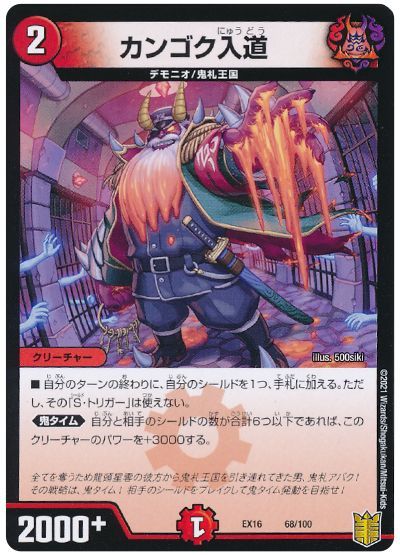 2
カンゴク入道
にゅうどう
デモニオ/鬼札王国
クリーチャー
illus. 500siki
■自分のターンの終わりに、自分のシールドを1つ、手札に加える。ただ
し、その「S・トリガー」は使えない。
鬼タイム 自分と相手のシールドの数が合計6つ以下であれば、この
クリーチャーのパワーを+3000する。
全てを奪うため龍頭星雲の彼方から鬼札王国を引き連れてきた男、鬼札アバク!
その戦略は、鬼タイム!相手のシールドをブレイクして鬼タイム発動を目指せ!
©2021 Wizards/Shogakukan/Mitsui-Kids
2000+
1
EX16 68/100